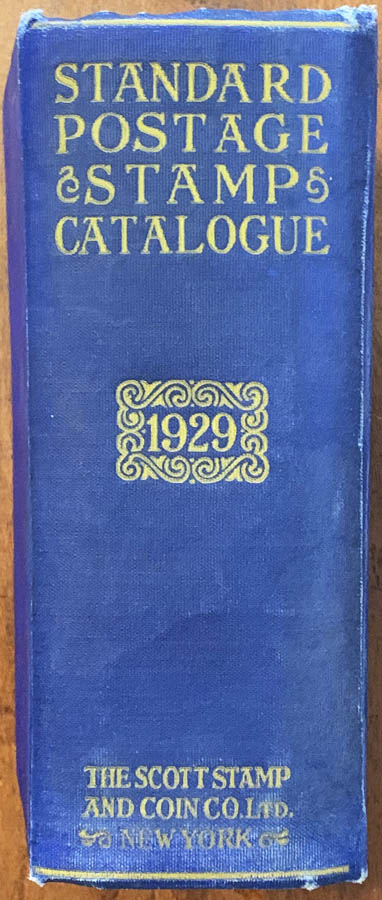 STANDARD
POSTAGE
STAMP
CATALOGUE
1929
THE SCOTT STAMP
AND COIN CO. LTD.
NEW YORK